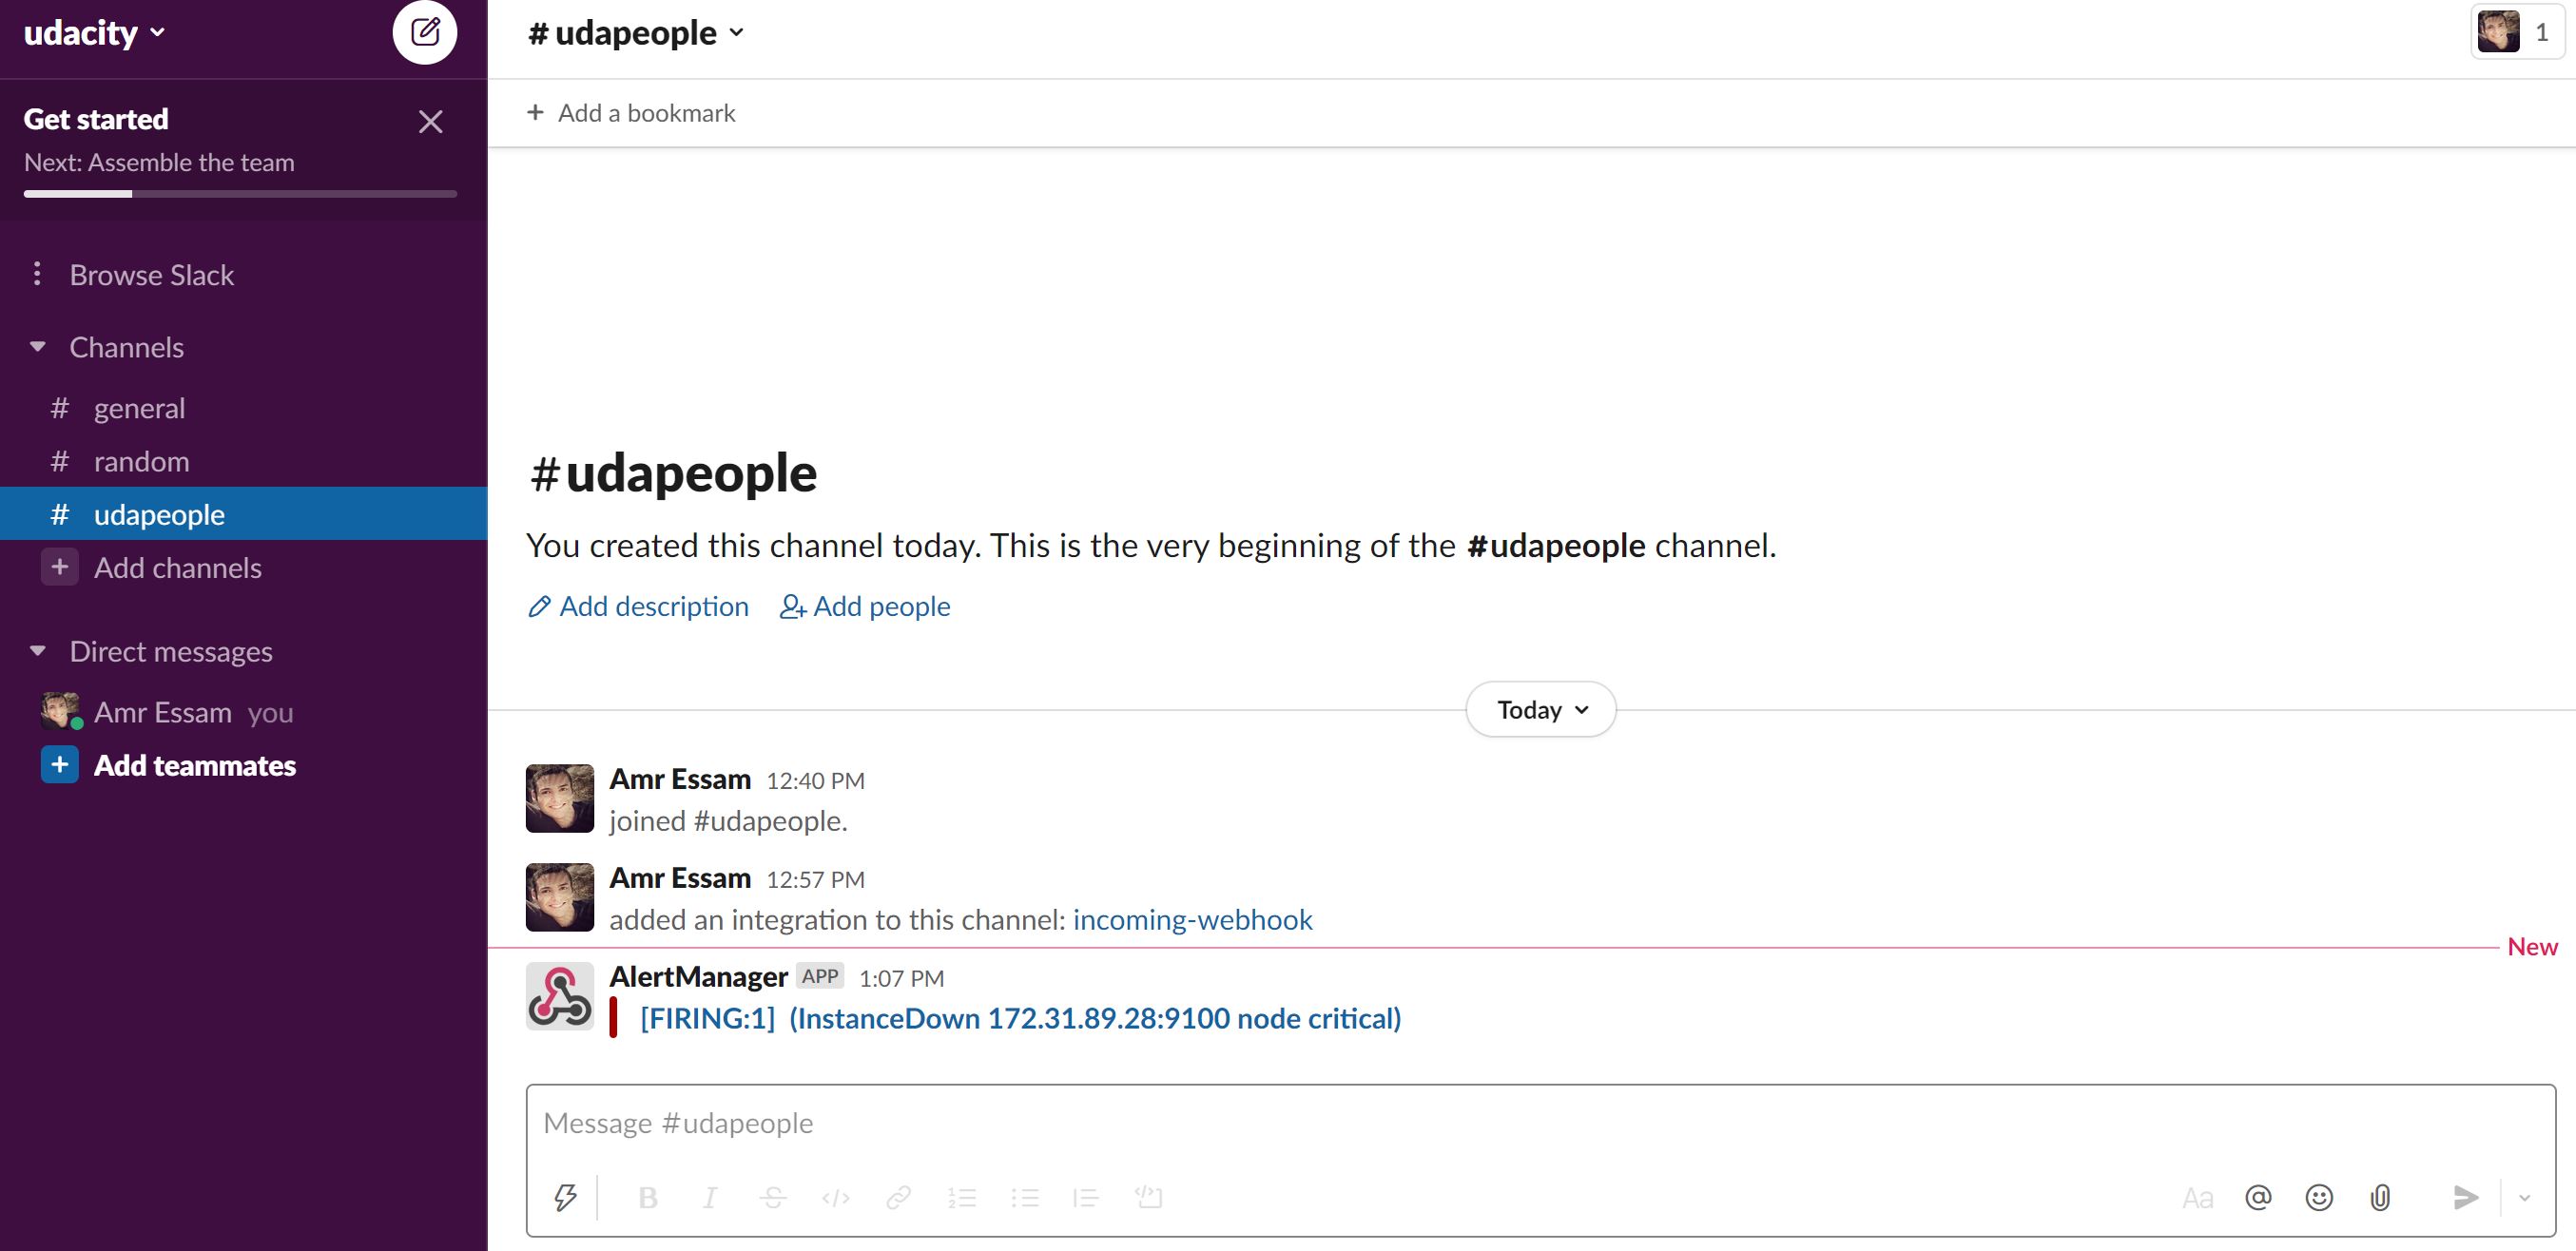 udacity
Get started
Next: Assemble the team
Browse Slack
Channels
# general
# random
# udapeople
+ Add channels
Direct messages
Amr Essam you
+ Add teammates
# udapeople
1
+ Add a bookmark
#udapeople
You created this channel today. This is the very beginning of the #udapeople channel.
Add description Add people
Today
Amr Essam 12:40 PM
joined #udapeople.
Amr Essam 12:57 PM
added an integration to this channel: incoming-webhook
New
AlertManager APP 1:07 PM
[FIRING:1] (InstanceDown 172.31.89.28:9100 node critical)
Message #udapeople
B I S </> Aa @